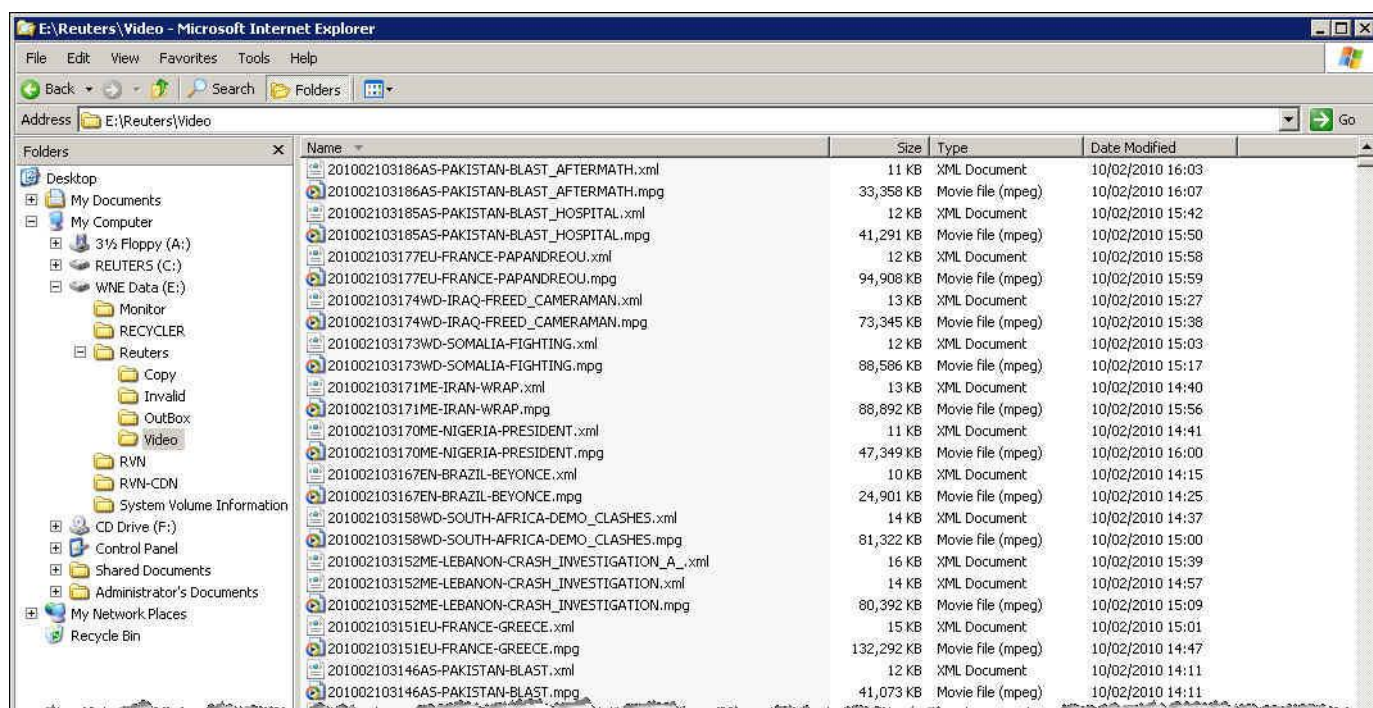 E:\Reuters\Video - Microsoft Internet Explorer
File Edit View Favorites Tools Help
Back Search Folders
Address E:\Reuters\Video Go
Folders
Desktop
My Documents
My Computer
3½ Floppy (A:)
REUTERS (C:)
WNE Data (E:)
Monitor
RECYCLER
Reuters
Copy
Invalid
OutBox
Video
RVN
RVN-CDN
System Volume Information
CD Drive (F:)
Control Panel
Shared Documents
Administrator's Documents
My Network Places
Recycle Bin
Name Size Type Date Modified
201002103186AS-PAKISTAN-BLAST_AFTERMATH.xml 11 KB XML Document 10/02/2010 16:03
201002103186AS-PAKISTAN-BLAST_AFTERMATH.mpg 33,358 KB Movie file (mpeg) 10/02/2010 16:07
201002103185AS-PAKISTAN-BLAST_HOSPITAL.xml 12 KB XML Document 10/02/2010 15:42
201002103185AS-PAKISTAN-BLAST_HOSPITAL.mpg 41,291 KB Movie file (mpeg) 10/02/2010 15:50
201002103177EU-FRANCE-PAPANDREOU.xml 12 KB XML Document 10/02/2010 15:58
201002103177EU-FRANCE-PAPANDREOU.mpg 94,908 KB Movie file (mpeg) 10/02/2010 15:59
201002103174WD-IRAQ-FREED_CAMERAMAN.xml 13 KB XML Document 10/02/2010 15:27
201002103174WD-IRAQ-FREED_CAMERAMAN.mpg 73,345 KB Movie file (mpeg) 10/02/2010 15:38
201002103173WD-SOMALIA-FIGHTING.xml 12 KB XML Document 10/02/2010 15:03
201002103173WD-SOMALIA-FIGHTING.mpg 88,586 KB Movie file (mpeg) 10/02/2010 15:17
201002103171ME-IRAN-WRAP.xml 13 KB XML Document 10/02/2010 14:40
201002103171ME-IRAN-WRAP.mpg 88,892 KB Movie file (mpeg) 10/02/2010 15:56
201002103170ME-NIGERIA-PRESIDENT.xml 11 KB XML Document 10/02/2010 14:41
201002103170ME-NIGERIA-PRESIDENT.mpg 47,349 KB Movie file (mpeg) 10/02/2010 16:00
201002103167EN-BRAZIL-BEYONCE.xml 10 KB XML Document 10/02/2010 14:15
201002103167EN-BRAZIL-BEYONCE.mpg 24,901 KB Movie file (mpeg) 10/02/2010 14:25
201002103158WD-SOUTH-AFRICA-DEMO_CLASHES.xml 14 KB XML Document 10/02/2010 14:37
201002103158WD-SOUTH-AFRICA-DEMO_CLASHES.mpg 81,322 KB Movie file (mpeg) 10/02/2010 15:00
201002103152ME-LEBANON-CRASH_INVESTIGATION_A_.xml 16 KB XML Document 10/02/2010 15:39
201002103152ME-LEBANON-CRASH_INVESTIGATION.xml 14 KB XML Document 10/02/2010 14:57
201002103152ME-LEBANON-CRASH_INVESTIGATION.mpg 80,392 KB Movie file (mpeg) 10/02/2010 15:09
201002103151EU-FRANCE-GREECE.xml 15 KB XML Document 10/02/2010 15:01
201002103151EU-FRANCE-GREECE.mpg 132,292 KB Movie file (mpeg) 10/02/2010 14:47
201002103146AS-PAKISTAN-BLAST.xml 12 KB XML Document 10/02/2010 14:11
201002103146AS-PAKISTAN-BLAST.mpg 41,073 KB Movie file (mpeg) 10/02/2010 14:11